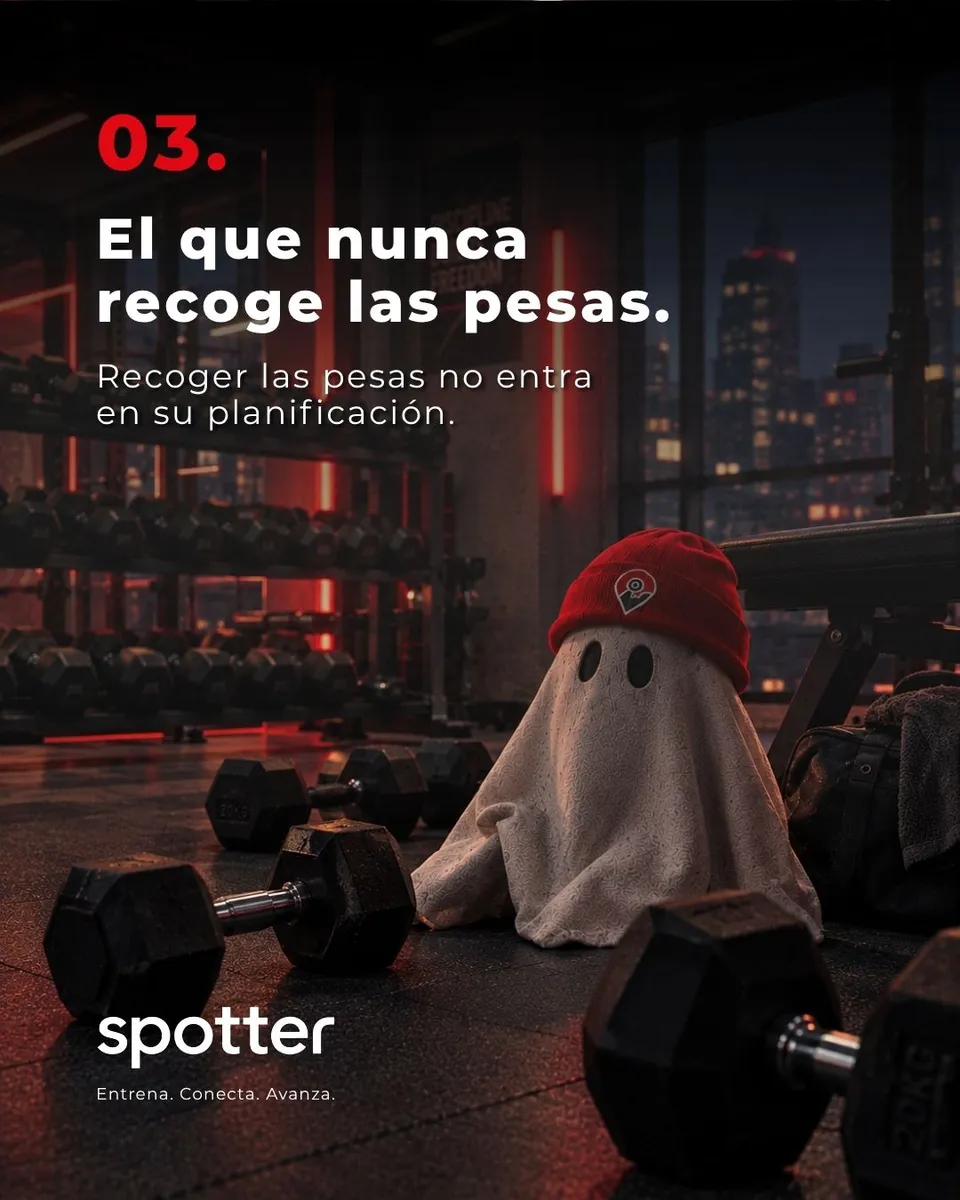 03.
El que nunca
recoge las pesas.
Recoger las pesas no entra
en su planificación.
spotter
Entrena. Conecta. Avanza.
20KG